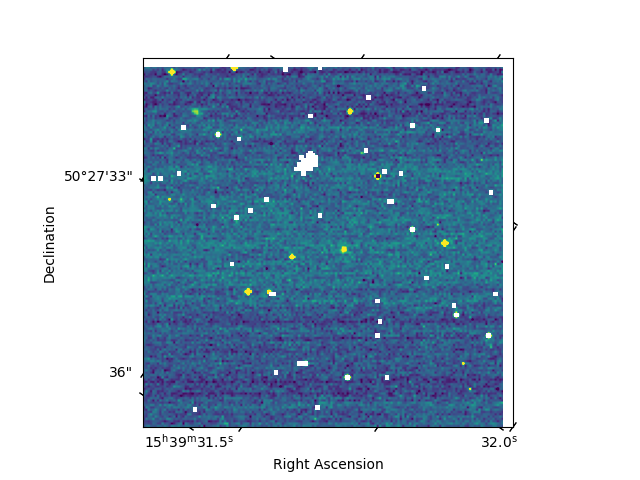 50°27'33"
Declination
36"
15ʰ39ᵐ31.5ˢ
32.0ˢ
Right Ascension